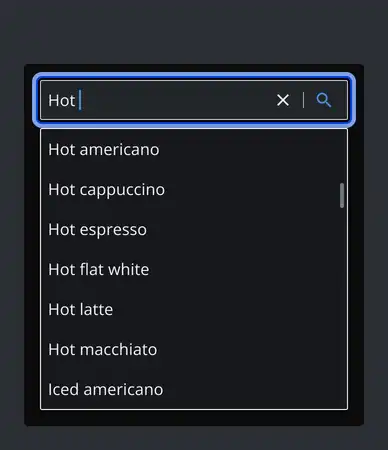 Hot
Hot americano
Hot cappuccino
Hot espresso
Hot flat white
Hot latte
Hot macchiato
Iced americano